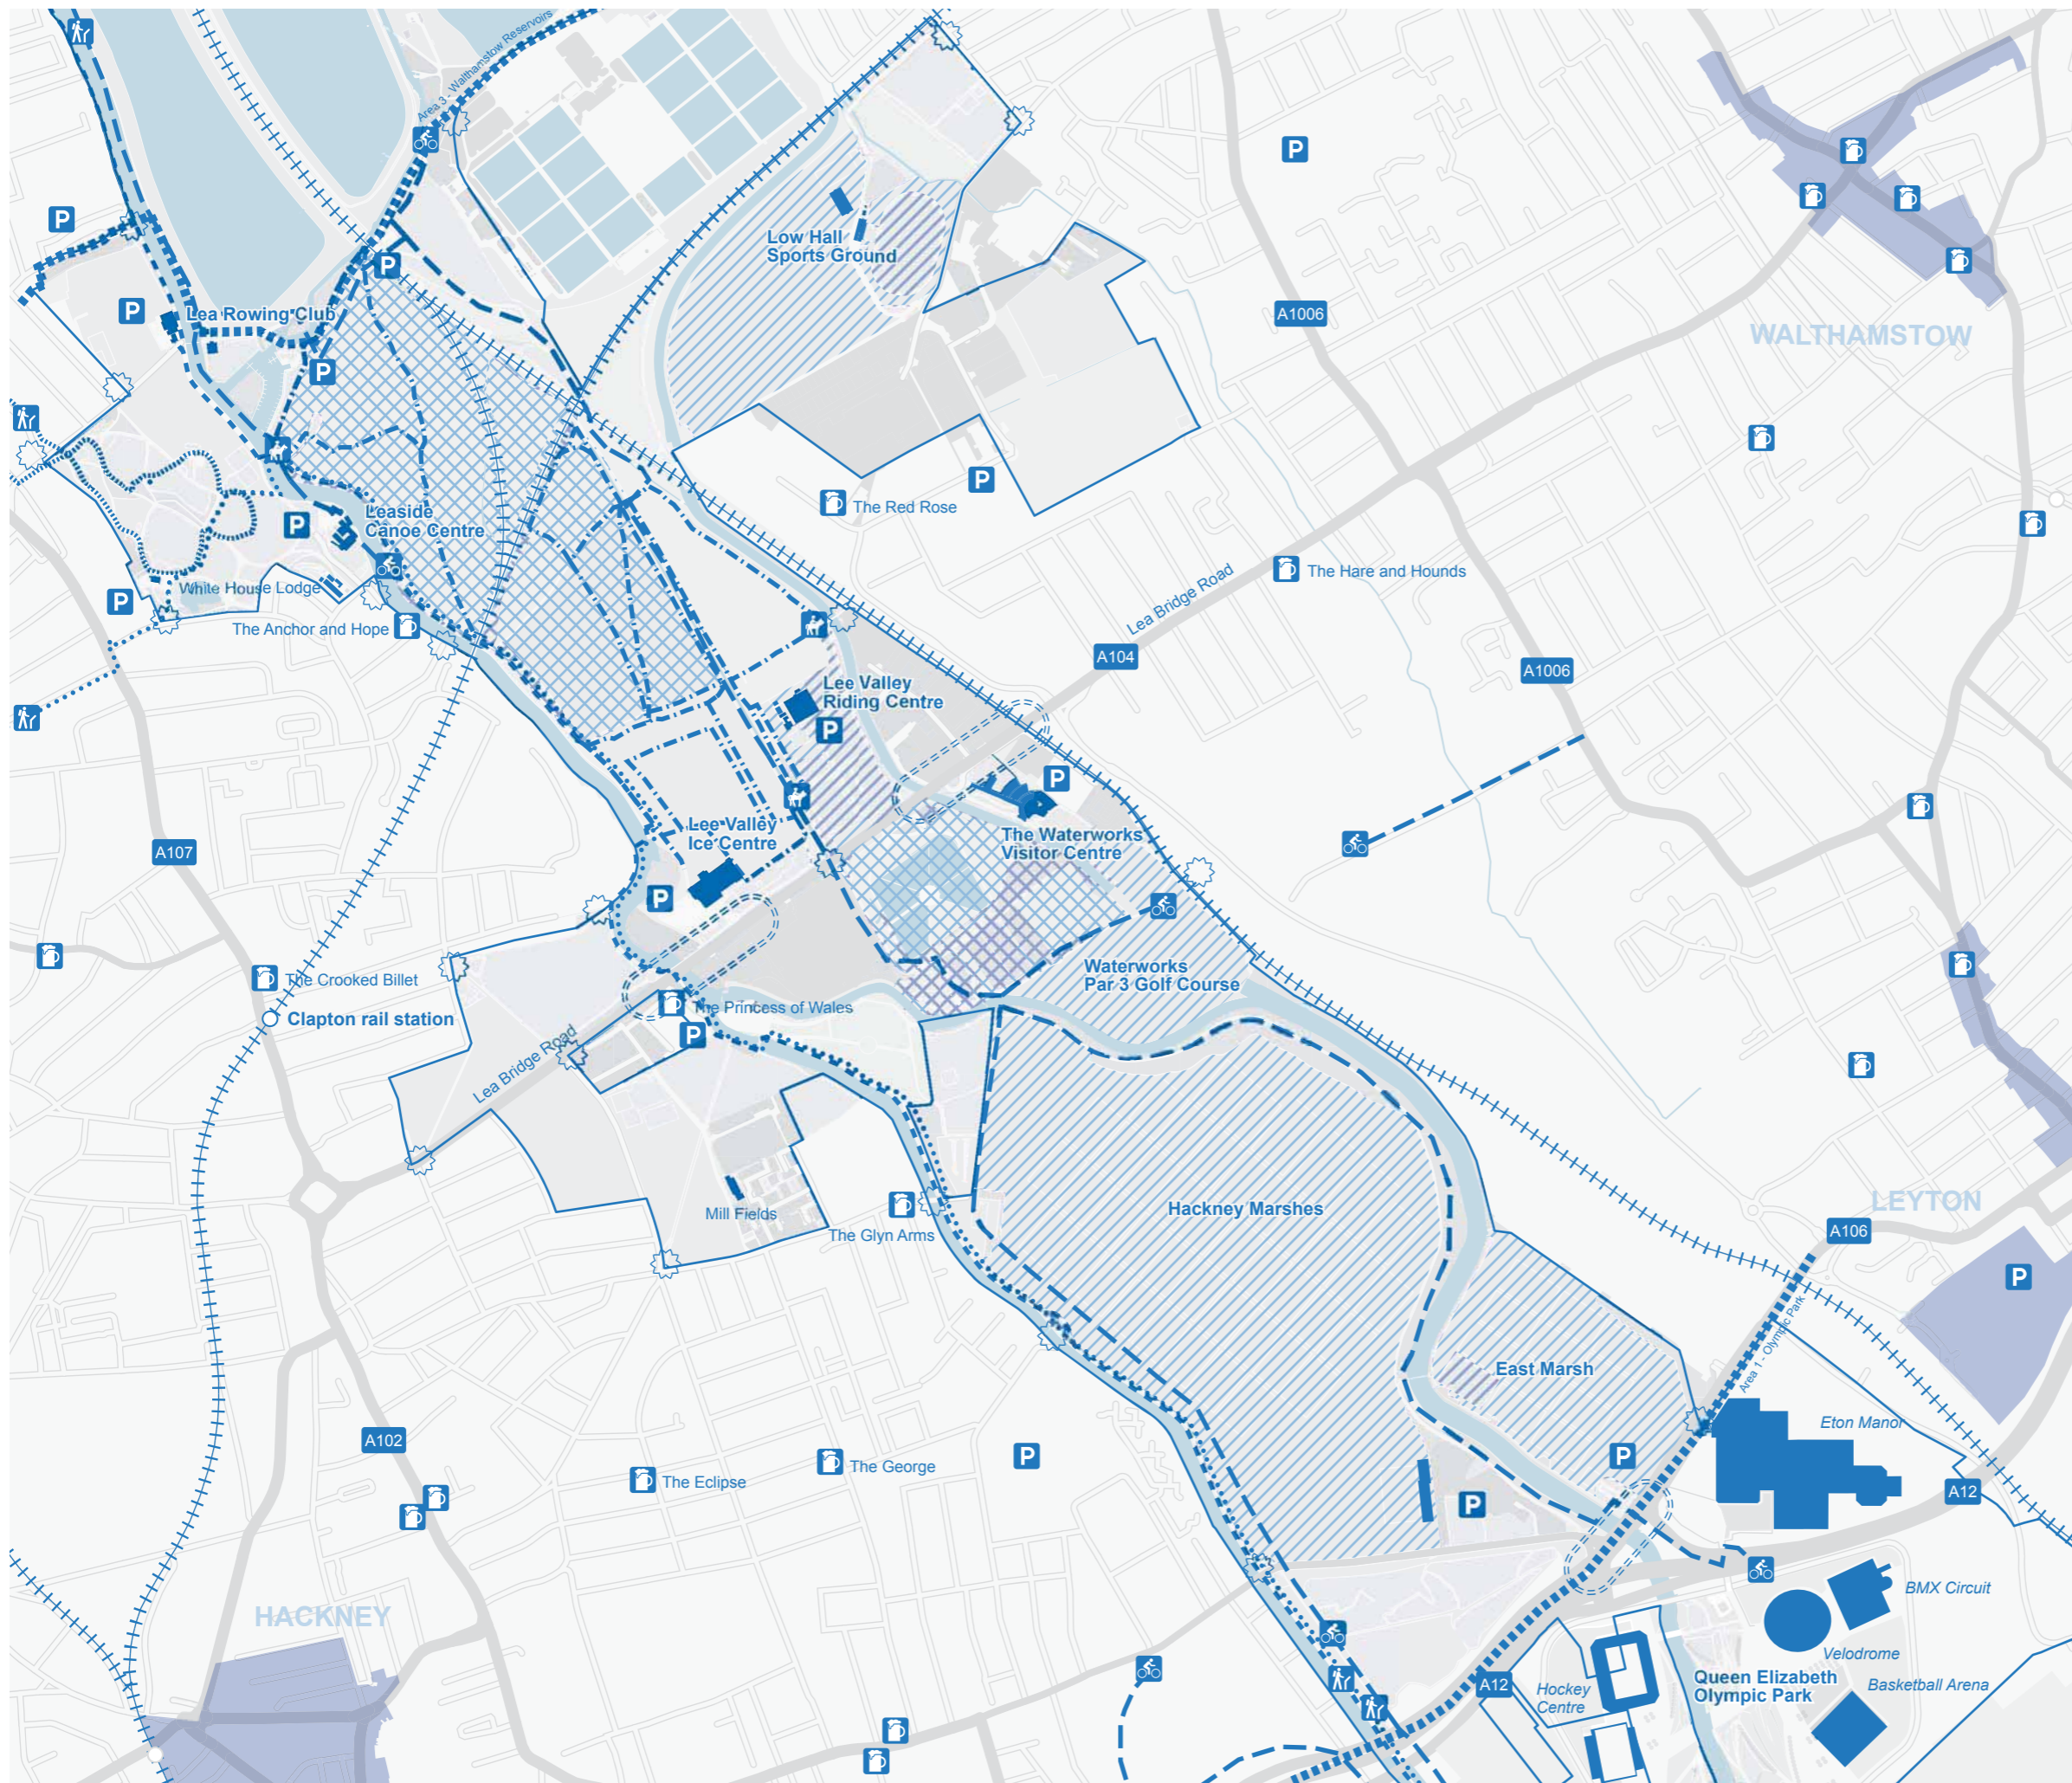 Area 3 - Walthamstow Reservoirs
P
P
Low Hall
Sports Ground
P
P
A1006
WALTHAMSTOW
Lea Rowing Club
P
P
The Red Rose
P
Leaside
Canoe Centre
The Hare and Hounds
Lea Bridge Road
White House Lodge
P
The Anchor and Hope
A104
A1006
Lee Valley
Riding Centre
P
P
Lee Valley
Ice Centre
The Waterworks
Visitor Centre
A107
P
The Crooked Billet
Waterworks
Par 3 Golf Course
The Princess of Wales
Clapton rail station
P
Lea Bridge Road
LEYTON
Hackney Marshes
Mill Fields
The Glyn Arms
A106
P
Area 1 - Olympic Park
East Marsh
Eton Manor
A102
The George
P
P
The Eclipse
A12
P
BMX Circuit
HACKNEY
Velodrome
Queen Elizabeth
Olympic Park
Basketball Arena
A12
Hockey
Centre